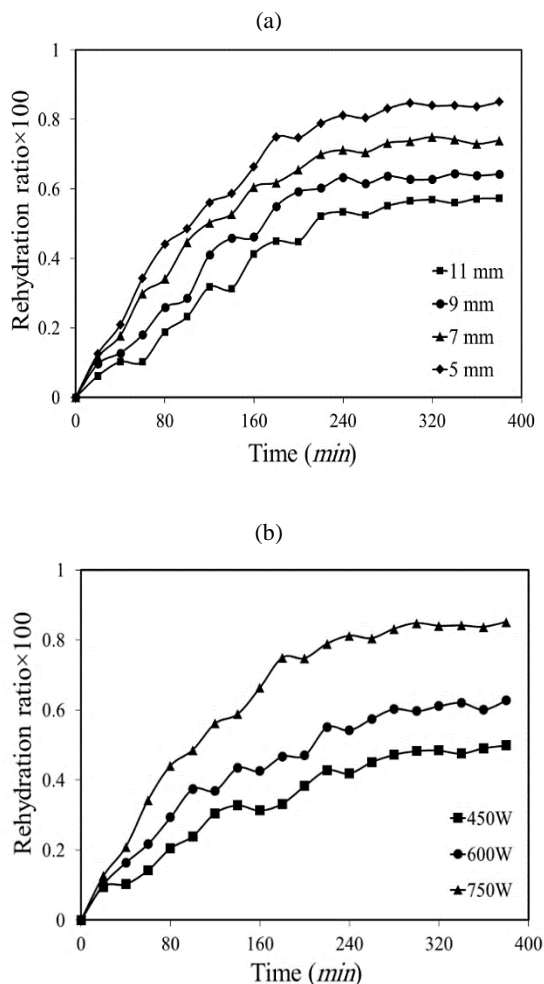 (a)
Rehydration ratio×100
1
0.8
0.6
0.4
0.2
0
11 mm
9 mm
7 mm
5 mm
0 80 160 240 320 400
Time (min)
(b)
Rehydration ratio×100
1
0.8
0.6
0.4
0.2
0
450W
600W
750W
0 80 160 240 320 400
Time (min)